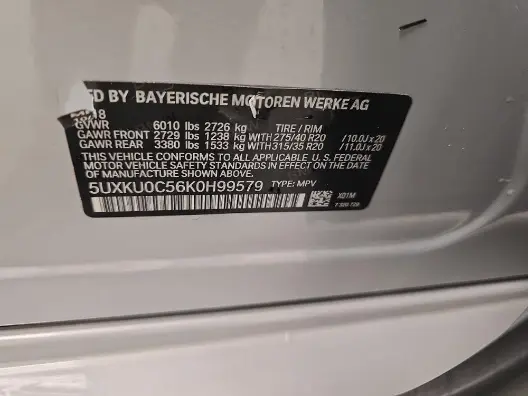 FD BY BAYERISCHE MOTOREN WERKE AG
18
GVWR 6010 lbs 2726 kg TIRE / RIM
GAWR FRONT 2729 lbs 1238 kg WITH 275/40 R20 /10.0J x 20
GAWR REAR 3380 lbs 1533 kg WITH 315/35 R20 /11.0J x 20
THIS VEHICLE CONFORMS TO ALL APPLICABLE U.S. FEDERAL
MOTOR VEHICLE SAFETY STANDARDS IN EFFECT ON THE DATE OF
MANUFACTURE SHOWN ABOVE.
5UXKU0C56K0H99579 TYPE: MPV
X01M